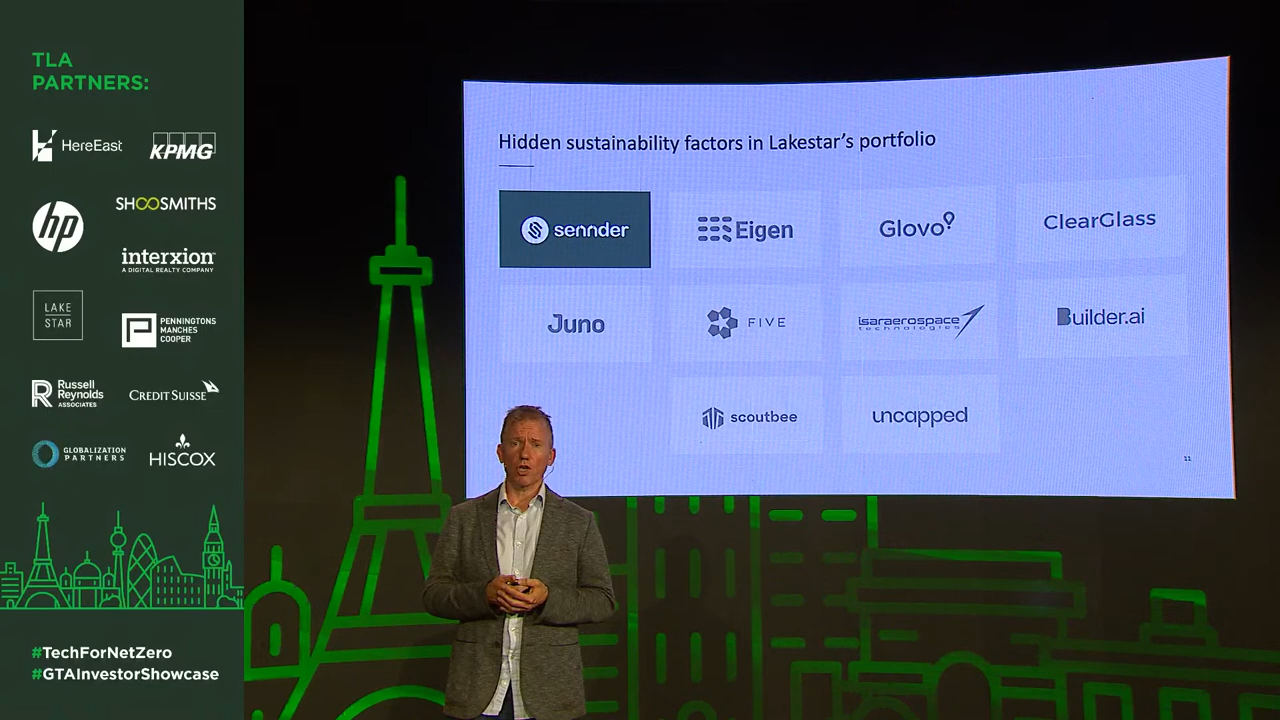 TLA
PARTNERS:
HereEast
KPMG
hp
SHOOSMITHS
interxion
A DIGITAL REALTY COMPANY
LAKE
STAR
PENNINGTONS
MANCHES
COOPER
Russell
Reynolds
ASSOCIATES
CREDIT SUISSE
GLOBALIZATION
PARTNERS
HISCOX
#TechForNetZero
#GTAInvestorShowcase
Hidden sustainability factors in Lakestar's portfolio
sennder
Eigen
Glovo
ClearGlass
Juno
FIVE
isaraerospace
technologies
Builder.ai
scoutbee
uncapped
11